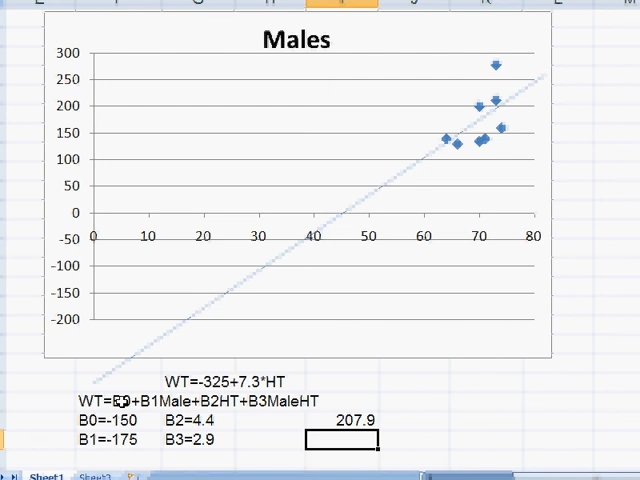 Males
300
250
200
150
100
50
0
-50
-100
-150
-200
0 10 20 30 40 50 60 70 80
WT=-325+7.3*HT
WT=B0+B1Male+B2HT+B3MaleHT
B0=-150 B2=4.4 207.9
B1=-175 B3=2.9
Sheet1 Sheet3